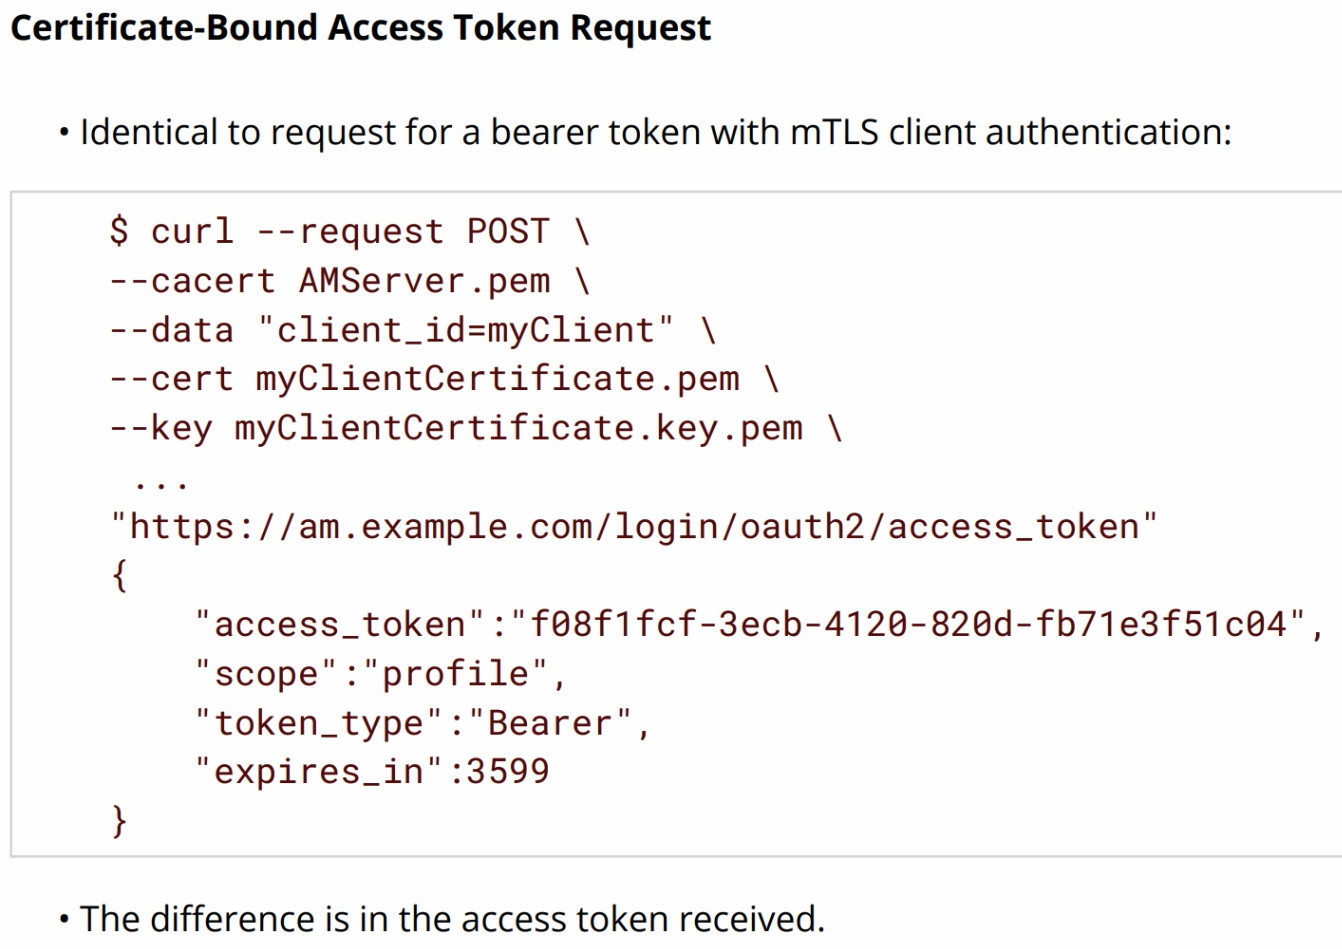 Certificate-Bound Access Token Request
• Identical to request for a bearer token with mTLS client authentication:
$ curl --request POST \
--cacert AMServer.pem \
--data "client_id=myClient" \
--cert myClientCertificate.pem \
--key myClientCertificate.key.pem \
...
"https://am.example.com/login/oauth2/access_token"
{
"access_token":"f08f1fcf-3ecb-4120-820d-fb71e3f51c04",
"scope":"profile",
"token_type":"Bearer",
"expires_in":3599
}
• The difference is in the access token received.